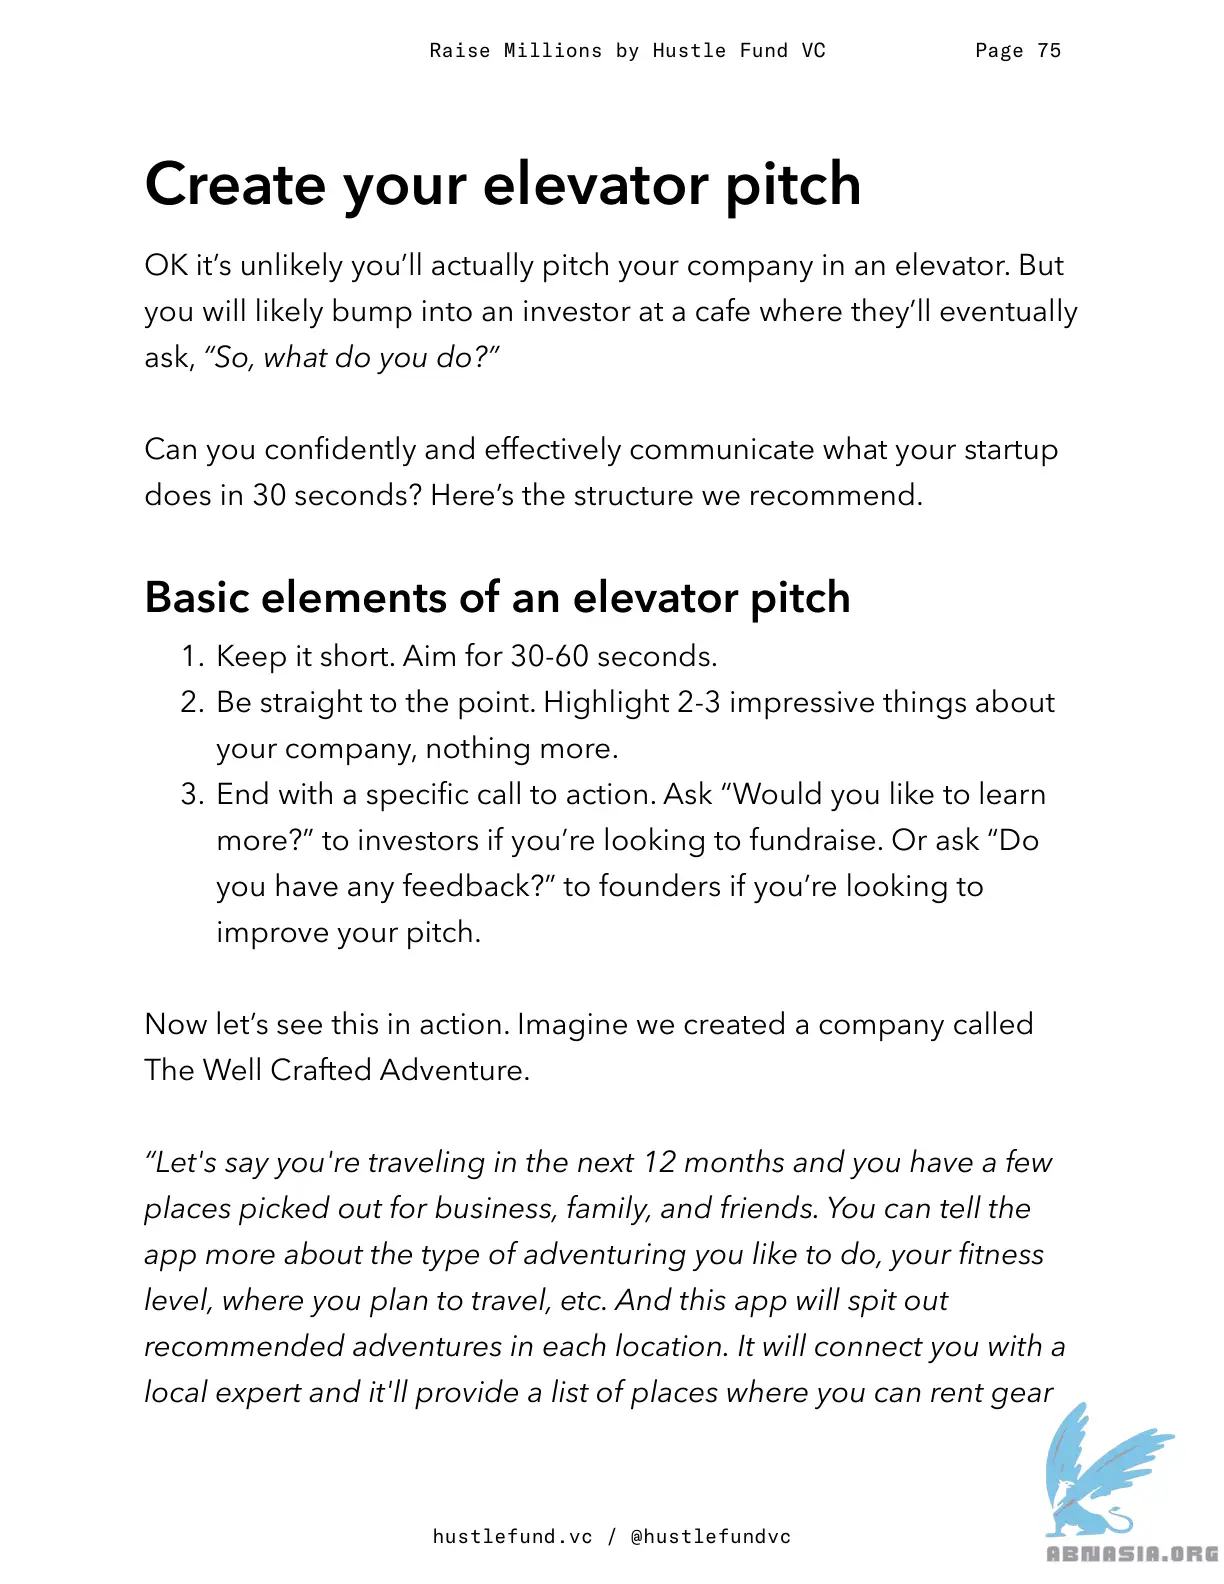 Raise Millions by Hustle Fund VC Page 75
Create your elevator pitch
OK it’s unlikely you’ll actually pitch your company in an elevator. But
you will likely bump into an investor at a cafe where they’ll eventually
ask, “So, what do you do?”
Can you confidently and effectively communicate what your startup
does in 30 seconds? Here’s the structure we recommend.
Basic elements of an elevator pitch
1. Keep it short. Aim for 30-60 seconds.
2. Be straight to the point. Highlight 2-3 impressive things about
your company, nothing more.
3. End with a specific call to action. Ask “Would you like to learn
more?” to investors if you’re looking to fundraise. Or ask “Do
you have any feedback?” to founders if you’re looking to
improve your pitch.
Now let’s see this in action. Imagine we created a company called
The Well Crafted Adventure.
“Let's say you're traveling in the next 12 months and you have a few
places picked out for business, family, and friends. You can tell the
app more about the type of adventuring you like to do, your fitness
level, where you plan to travel, etc. And this app will spit out
recommended adventures in each location. It will connect you with a
local expert and it'll provide a list of places where you can rent gear
hustlefund.vc / @hustlefundvc
ABNASIA.ORG